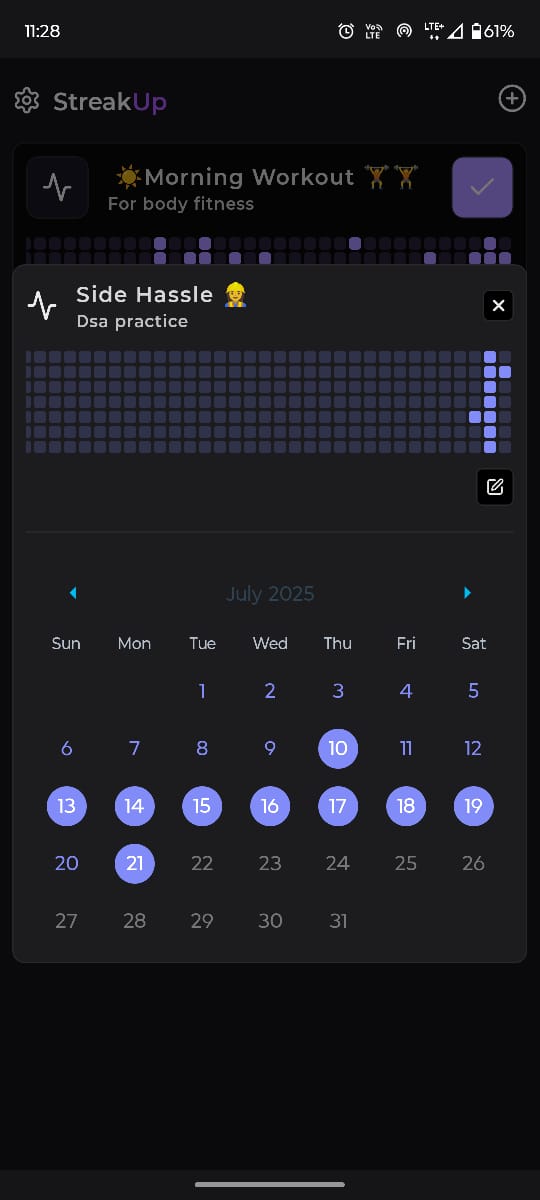 11:28 Vo LTE LTE+ 61%
StreakUp
☀️Morning Workout 🏋️🏋️
For body fitness
Side Hassle 👷‍♀️
Dsa practice
July 2025
Sun Mon Tue Wed Thu Fri Sat
1 2 3 4 5
6 7 8 9 10 11 12
13 14 15 16 17 18 19
20 21 22 23 24 25 26
27 28 29 30 31